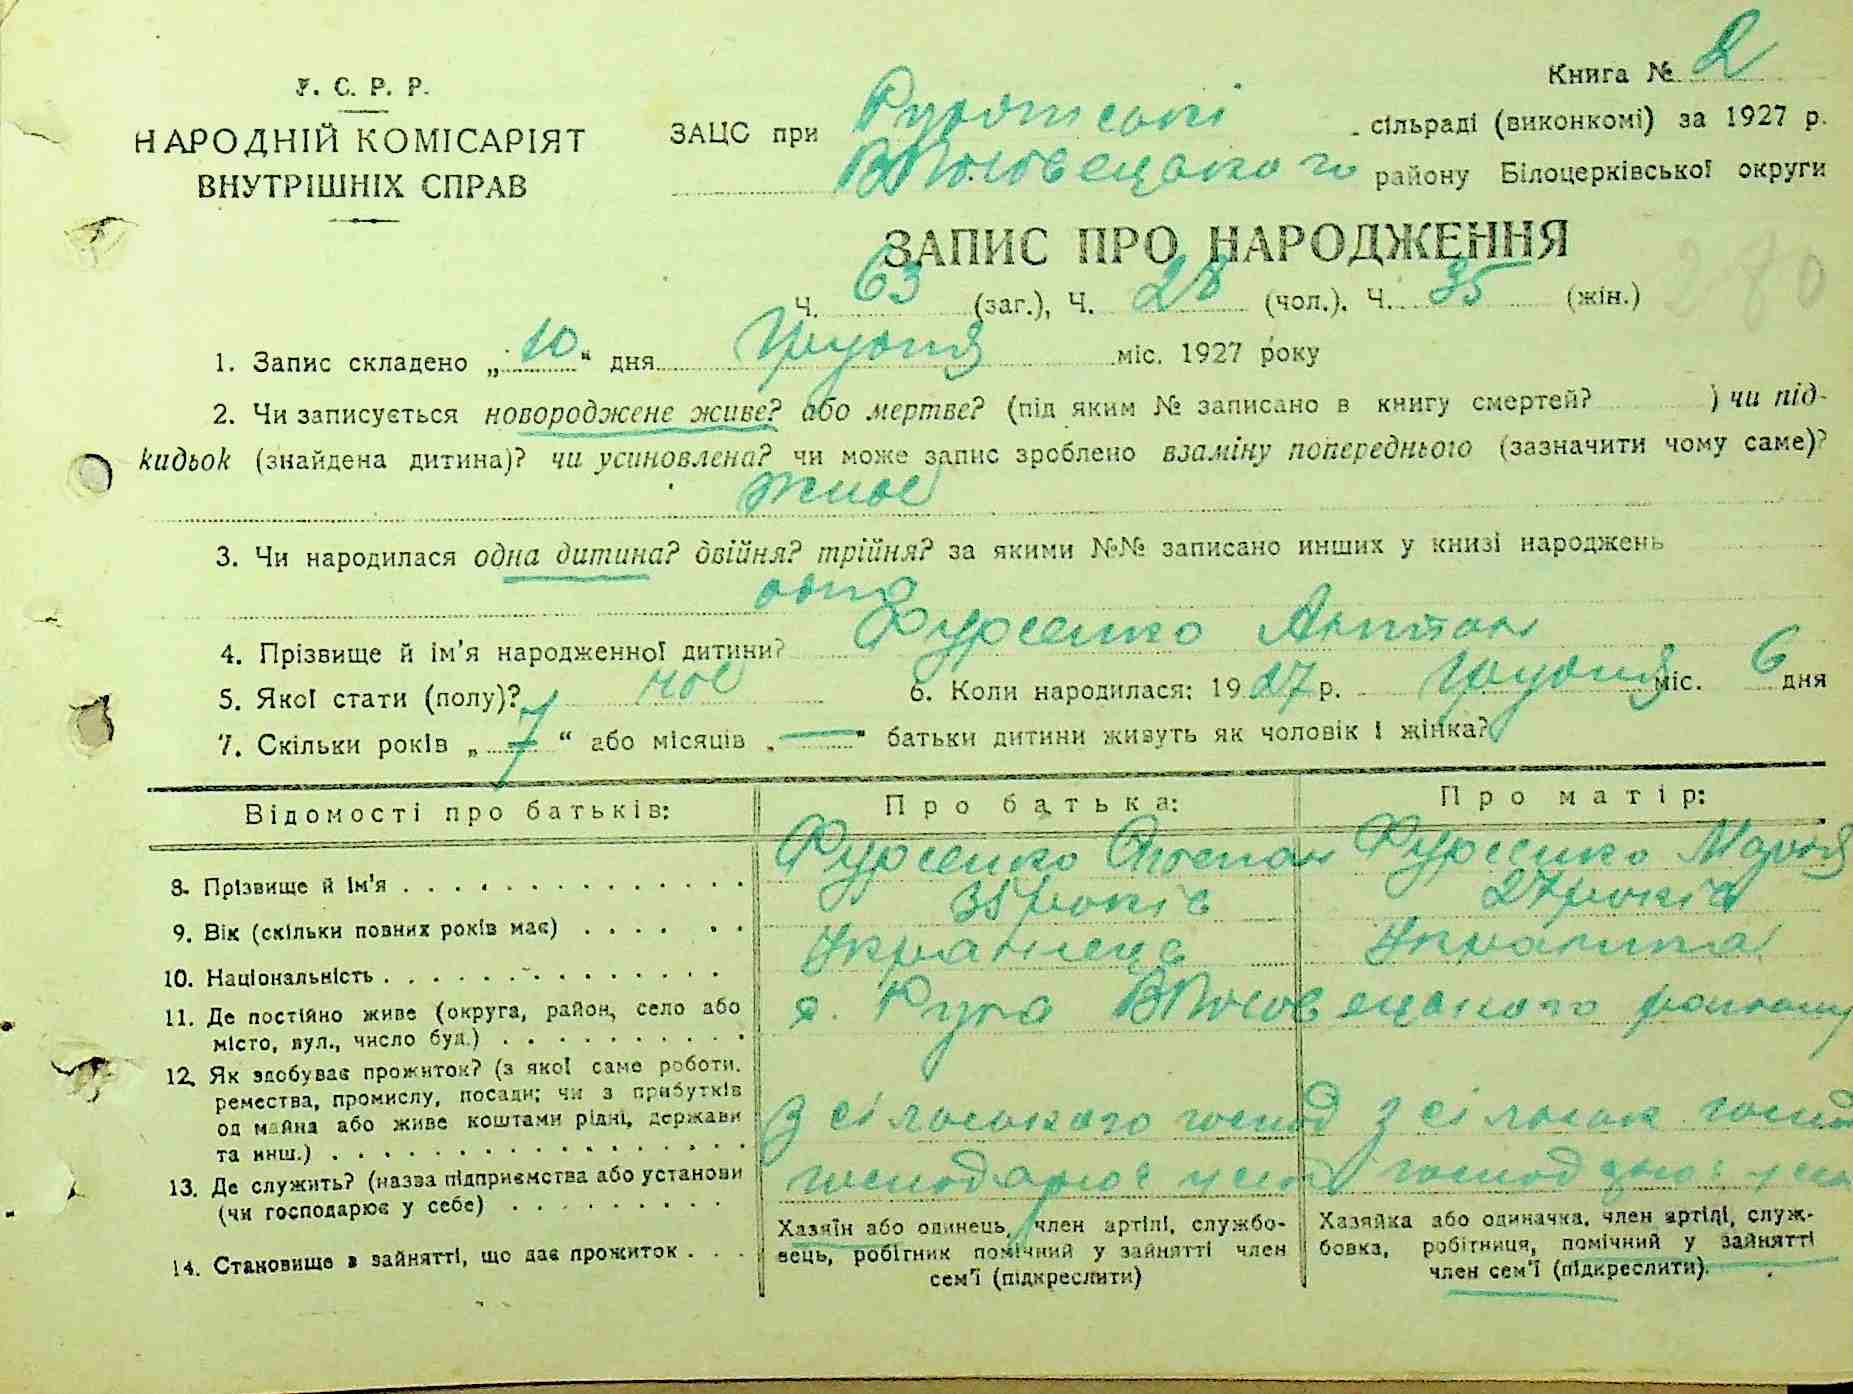 У. С. Р. Р.
НАРОДНІЙ КОМІСАРІЯТ
ВНУТРІШНІХ СПРАВ
Книга № 2
ЗАЦС при сільраді (виконкомі) за 1927 р.
району Білоцерківської округи
ЗАПИС ПРО НАРОДЖЕННЯ
280
Ч. 63 (заг.), Ч. 28 (чол.). Ч. 35 (жін.)
1. Запис складено „10“ дня Грудня міс. 1927 року
2. Чи записується новороджене живе? або мертве? (під яким № записано в книгу смертей? ) чи під-
кидьок (знайдена дитина)? чи усиновлена? чи може запис зроблено взаміну попереднього (зазначити чому саме)?
живе
3. Чи народилася одна дитина? двійня? трійня? за якими №№ записано инших у книзі народжень
одна
4. Прізвище й ім'я народженної дитини? Фурсенко Антон
5. Якої стати (полу)? чол 6. Коли народилася: 1927 р. Грудня міс. 6 дня
7. Скільки років „7“ або місяців „—“ батьки дитини живуть як чоловік і жінка?
Відомості про батьків: Про батька: Про матір:
8. Прізвище й ім'я . . . . Фурсенко Фурсенко Марія
9. Вік (скільки повних років має) . . . . 35 років 27 років
10. Національність . . . . Українець Українка
11. Де постійно живе (округа, район, село або
місто, вул., число буд.) . . . . с. Руда району
12. Як здобуває прожиток? (з якої саме роботи,
ремества, промислу, посади; чи з прибутків
од майна або живе коштами рідні, держави
та инш.) . . . . З сільського господ З сільськ господ
13. Де служить? (назва підприємства або установи
(чи господарює у себе) . . . . господарює у себе господарює у себе
14. Становище в зайнятті, що дає прожиток . . .
Хазяїн або одинець, член артілі, службо-
вець, робітник помічний у зайнятті член
сем'ї (підкреслити)
Хазяйка або одиначка, член артілі, служ-
бовка, робітниця, помічний у зайнятті
член сем'ї (підкреслити).